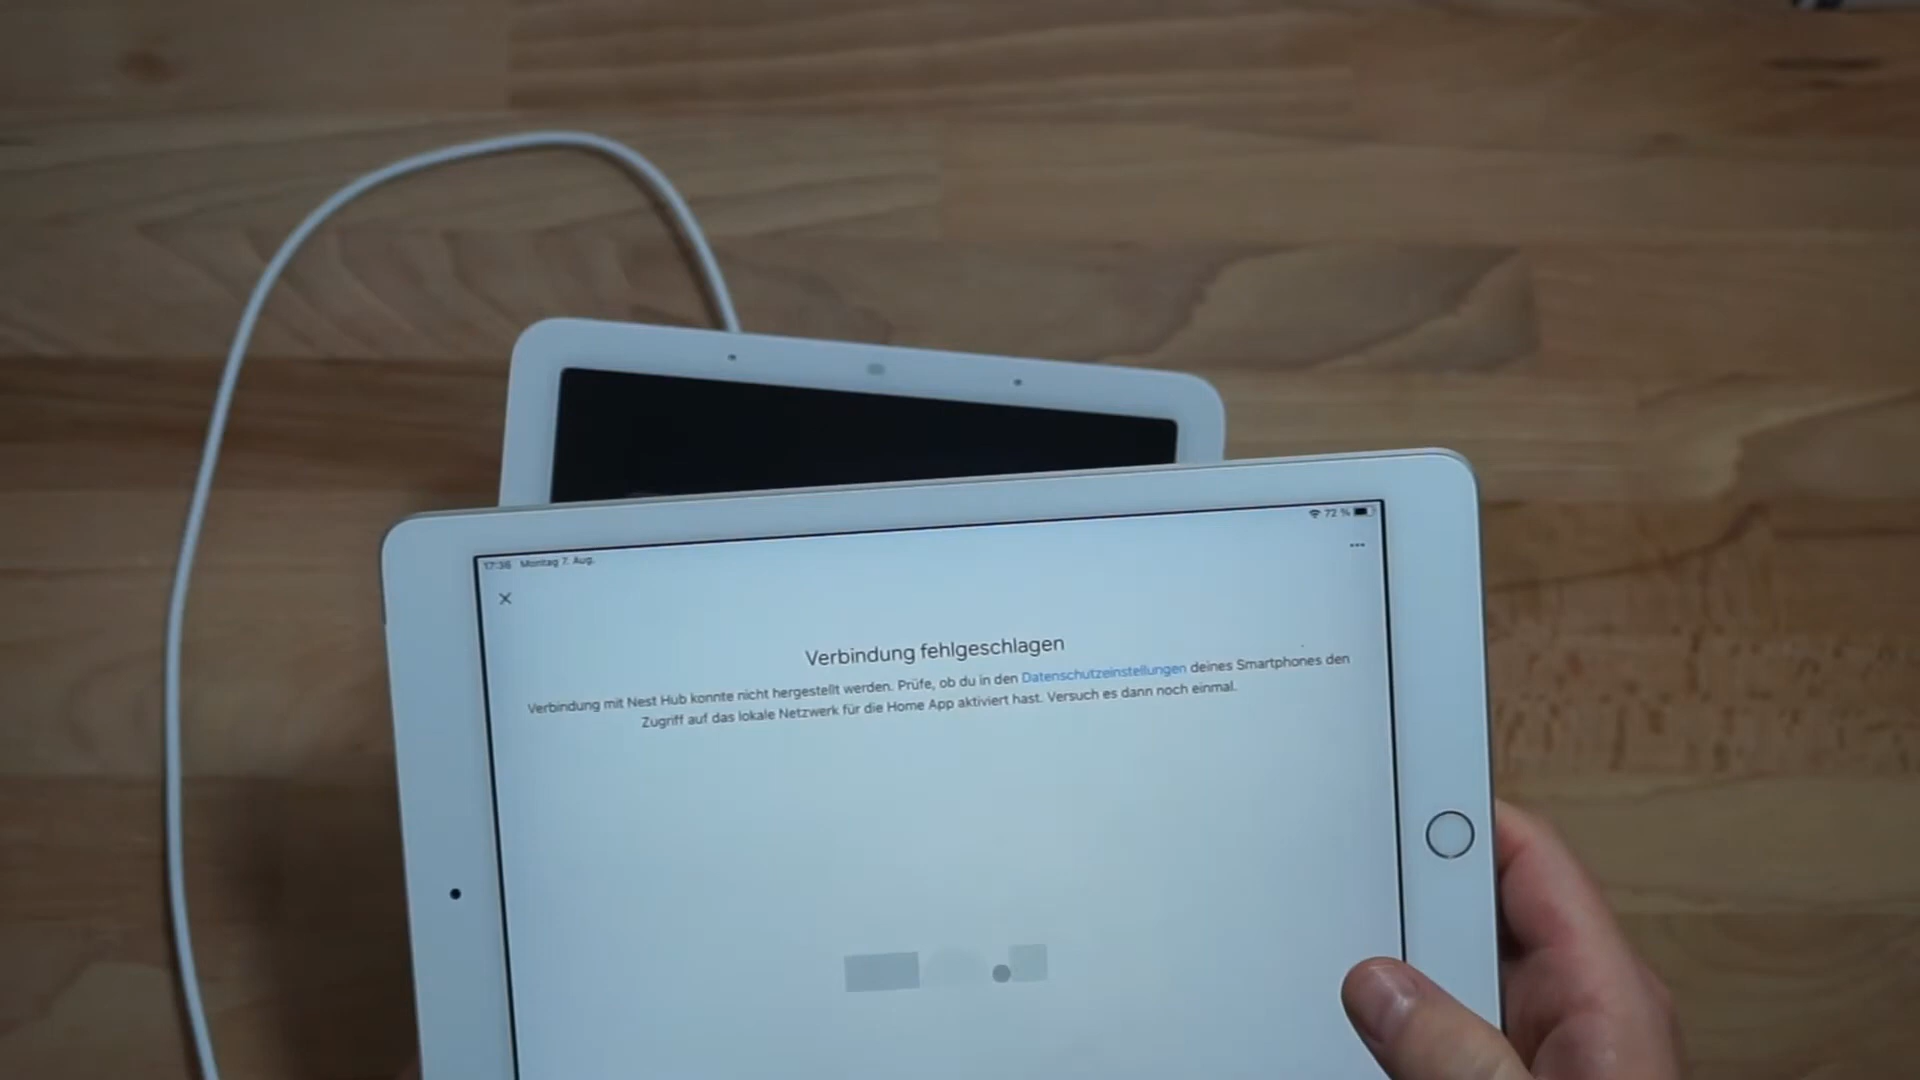 17:36 Montag 7. Aug.
72 %
Verbindung fehlgeschlagen
Verbindung mit Nest Hub konnte nicht hergestellt werden. Prüfe, ob du in den Datenschutzeinstellungen deines Smartphones den
Zugriff auf das lokale Netzwerk für die Home App aktiviert hast. Versuch es dann noch einmal.